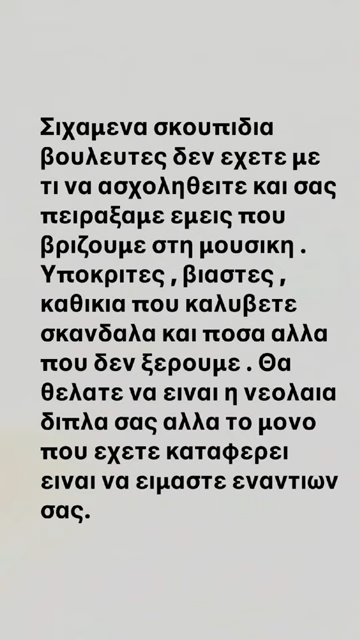 Σιχαμενα σκουπιδια
βουλευτες δεν εχετε με
τι να ασχοληθειτε και σας
πειραξαμε εμεις που
βριζουμε στη μουσικη .
Υποκριτες , βιαστες ,
καθικια που καλυβετε
σκανδαλα και ποσα αλλα
που δεν ξερουμε . Θα
θελατε να ειναι η νεολαια
διπλα σας αλλα το μονο
που εχετε καταφερει
ειναι να ειμαστε εναντιων
σας.